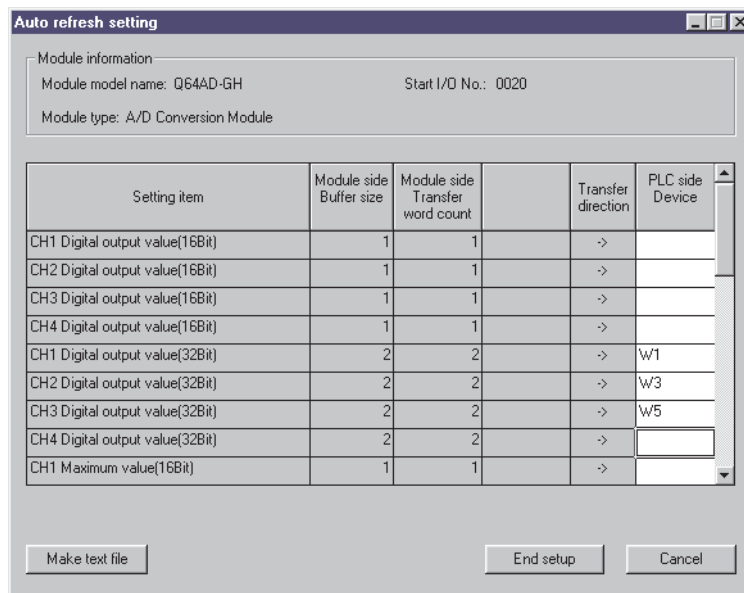 Auto refresh setting
Module information
Module model name: Q64AD-GH Start I/O No.: 0020
Module type: A/D Conversion Module
Setting item Module side Buffer size Module side Transfer word count Transfer direction PLC side Device
CH1 Digital output value(16Bit) 1 1 ->
CH2 Digital output value(16Bit) 1 1 ->
CH3 Digital output value(16Bit) 1 1 ->
CH4 Digital output value(16Bit) 1 1 ->
CH1 Digital output value(32Bit) 2 2 -> W1
CH2 Digital output value(32Bit) 2 2 -> W3
CH3 Digital output value(32Bit) 2 2 -> W5
CH4 Digital output value(32Bit) 2 2 ->
CH1 Maximum value(16Bit) 1 1 ->
Make text file End setup Cancel